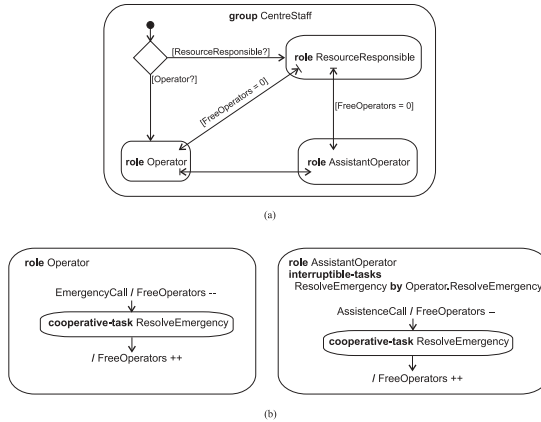 group CentreStaff
[ResourceResponsible?]
role ResourceResponsible
[Operator?]
[FreeOperators = 0]
[FreeOperators = 0]
role Operator
role AssistantOperator
(a)
role Operator
EmergencyCall / FreeOperators --
cooperative-task ResolveEmergency
/ FreeOperators ++
role AssistantOperator
interruptible-tasks
ResolveEmergency by Operator.ResolveEmergency
AssistenceCall / FreeOperators –
cooperative-task ResolveEmergency
/ FreeOperators ++
(b)